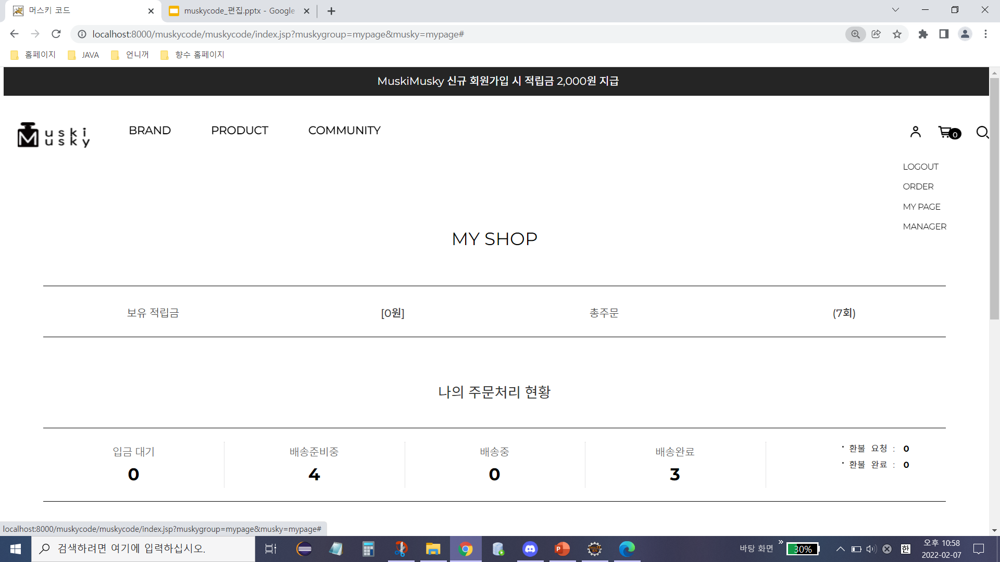 머스키 코드
muskycode_편집.pptx - Google
localhost:8000/muskycode/muskycode/index.jsp?muskygroup=mypage&musky=mypage#
홈페이지 JAVA 언니꺼 향수 홈페이지
MuskiMusky 신규 회원가입 시 적립금 2,000원 지급
Muski
Musky
BRAND PRODUCT COMMUNITY
0
LOGOUT
ORDER
MY PAGE
MANAGER
MY SHOP
보유 적립금 [0원] 총주문 (7회)
나의 주문처리 현황
입금 대기 배송준비중 배송중 배송완료
0 4 0 3
환불 요청 : 0
환불 완료 : 0
localhost:8000/muskycode/muskycode/index.jsp?muskygroup=mypage&musky=mypage#
검색하려면 여기에 입력하십시오.
바탕 화면
30%
한
오후 10:58
2022-02-07